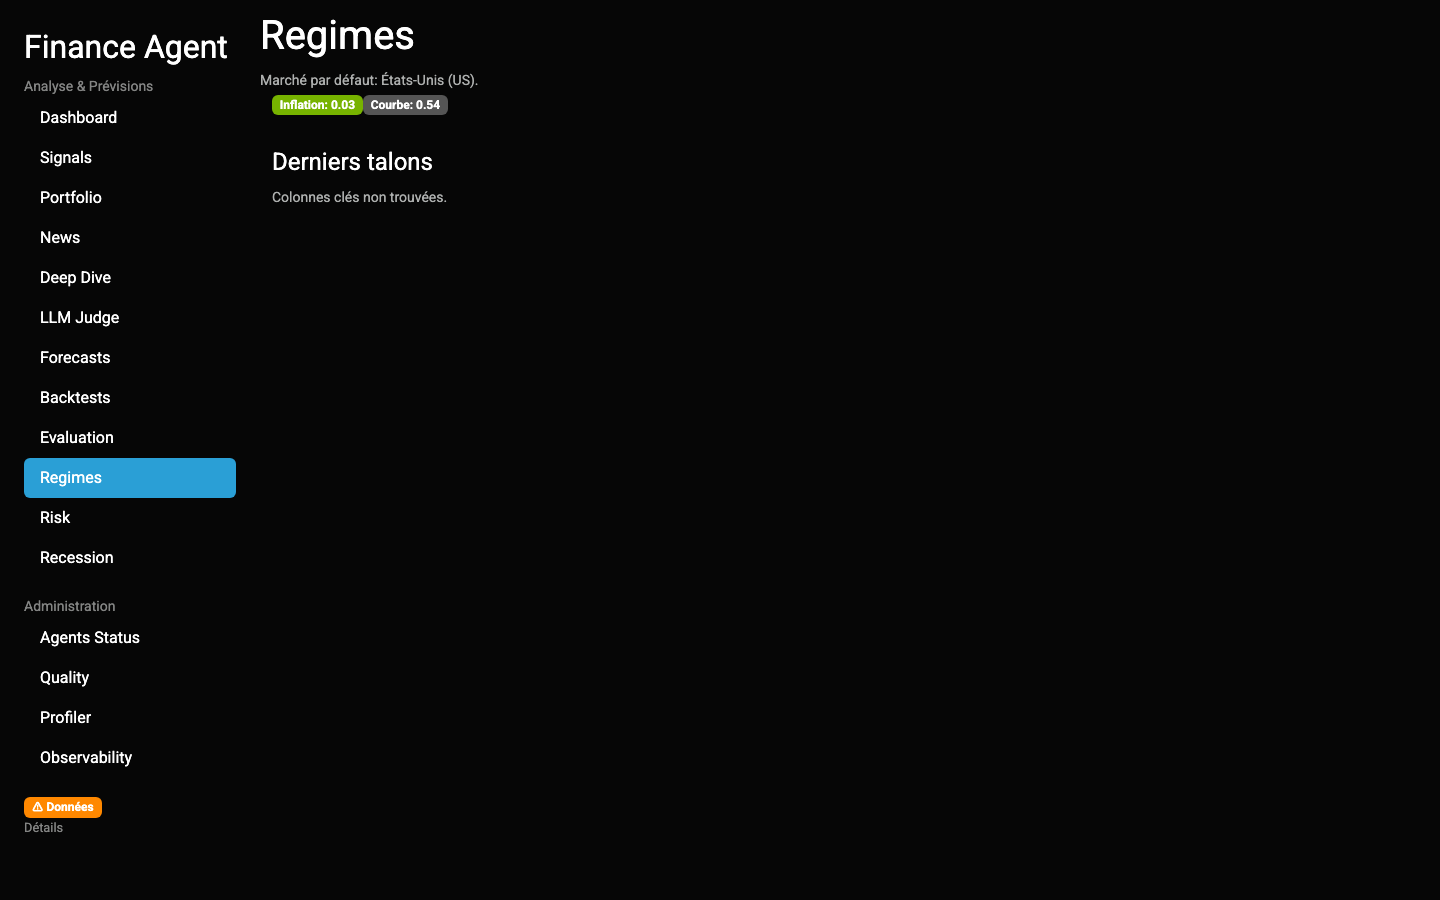 Finance Agent
Analyse & Prévisions
Dashboard
Signals
Portfolio
News
Deep Dive
LLM Judge
Forecasts
Backtests
Evaluation
Regimes
Risk
Recession
Administration
Agents Status
Quality
Profiler
Observability
⚠ Données
Détails
Regimes
Marché par défaut: États-Unis (US).
Inflation: 0.03 Courbe: 0.54
Derniers talons
Colonnes clés non trouvées.